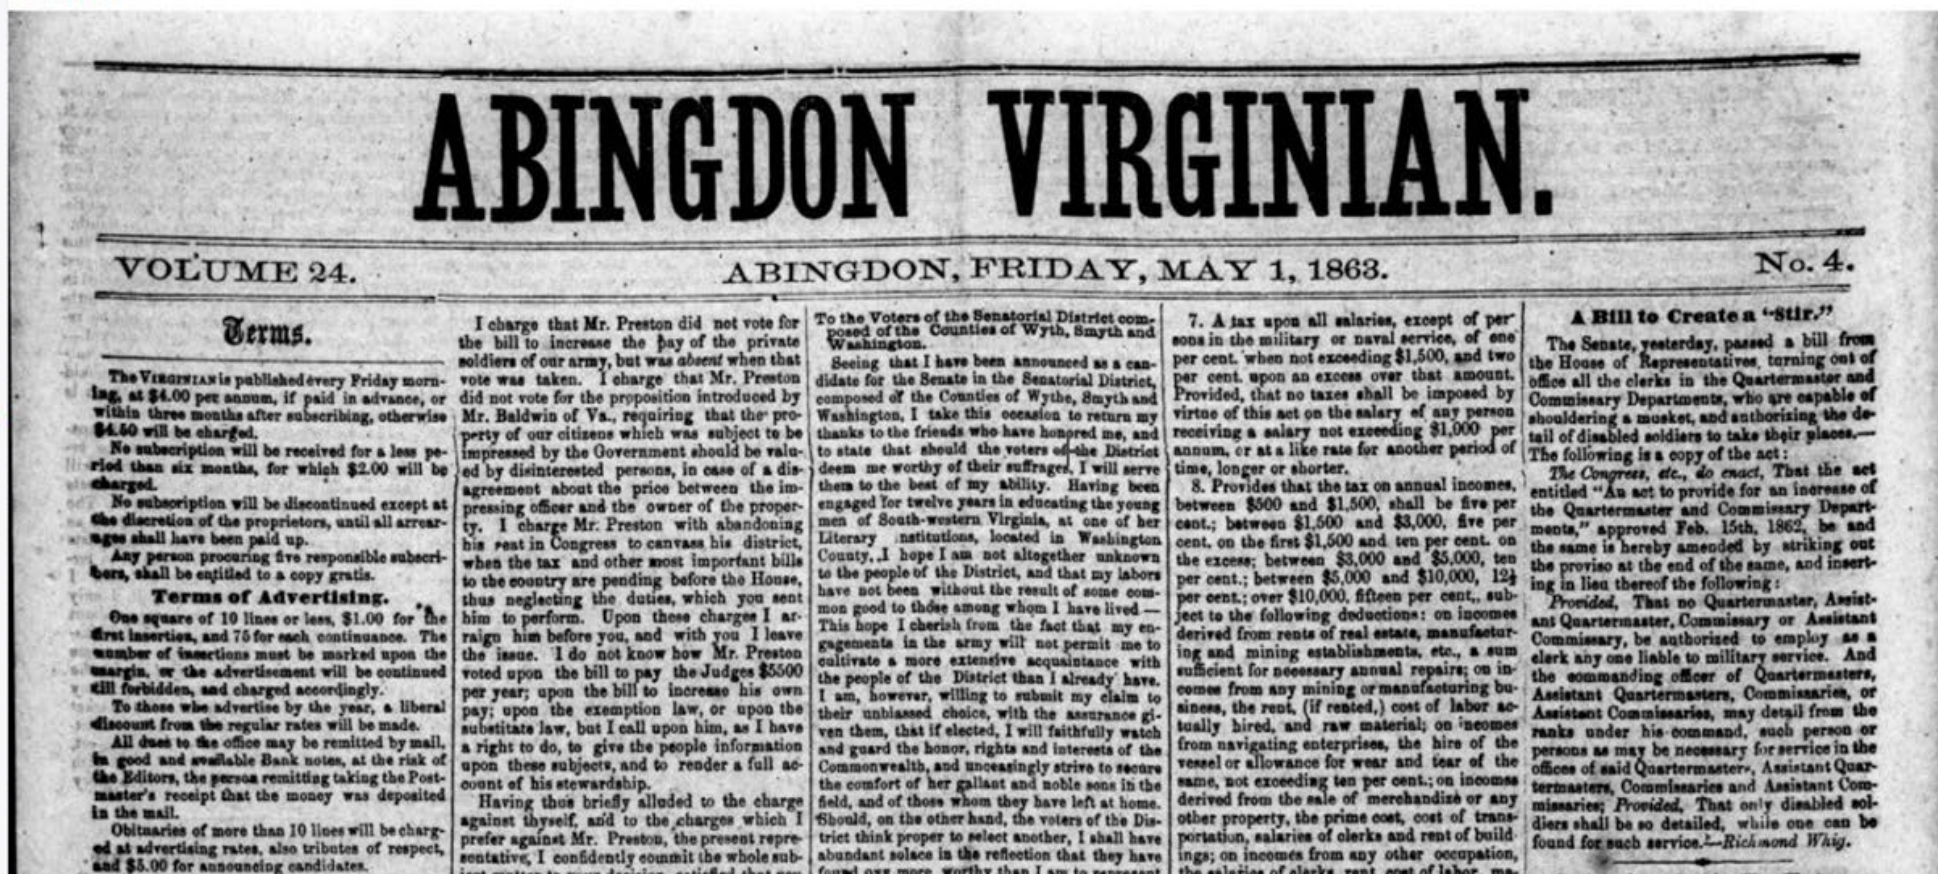 ABINGDON VIRGINIAN.
VOLUME 24.
ABINGDON, FRIDAY, MAY 1, 1863.
No. 4.
Terms.
The VIRGINIAN is published every Friday morn-
ing, at $4.00 per annum, if paid in advance, or
within three months after subscribing, otherwise
$4.50 will be charged.
No subscription will be received for a less pe-
riod than six months, for which $2.00 will be
charged.
No subscription will be discontinued except at
the discretion of the proprietors, until all arrear-
ages shall have been paid up.
Any person procuring five responsible subscri-
bers, shall be entitled to a copy gratis.
Terms of Advertising.
One square of 10 lines or less, $1.00 for the
first insertion, and 75 for each continuance. The
number of insertions must be marked upon the
margin, or the advertisement will be continued
till forbidden, and charged accordingly.
To those who advertise by the year, a liberal
discount from the regular rates will be made.
All dues to the office may be remitted by mail,
in good and available Bank notes, at the risk of
the Editors, the person remitting taking the Post-
master's receipt that the money was deposited
in the mail.
Obituaries of more than 10 lines will be charg-
ed at advertising rates, also tributes of respect,
and $5.00 for announcing candidates.
I charge that Mr. Preston did not vote for
the bill to increase the pay of the private
soldiers of our army, but was absent when that
vote was taken. I charge that Mr. Preston
did not vote for the proposition introduced by
Mr. Baldwin of Va., requiring that the pro-
perty of our citizens which was subject to be
impressed by the Government should be valu-
ed by disinterested persons, in case of a dis-
agreement about the price between the im-
pressing officer and the owner of the proper-
ty. I charge Mr. Preston with abandoning
his seat in Congress to canvass his district,
when the tax and other most important bills
to the country are pending before the House,
thus neglecting the duties, which you sent
him to perform. Upon these charges I ar-
raign him before you, and with you I leave
the issue. I do not know how Mr. Preston
voted upon the bill to pay the Judges $5500
per year; upon the bill to increase his own
pay; upon the exemption law, or upon the
substitute law, but I call upon him, as I have
a right to do, to give the people information
upon these subjects, and to render a full ac-
count of his stewardship.
Having thus briefly alluded to the charge
against thyself, and to the charges which I
prefer against Mr. Preston, the present repre-
sentative, I confidently commit the whole sub-
To the Voters of the Senatorial District com-
posed of the Counties of Wyth, Smyth and
Washington.
Seeing that I have been announced as a can-
didate for the Senate in the Senatorial District,
composed of the Counties of Wythe, Smyth and
Washington, I take this occasion to return my
thanks to the friends who have honored me, and
to state that should the voters of the District
deem me worthy of their suffrages, I will serve
them to the best of my ability. Having been
engaged for twelve years in educating the young
men of South-western Virginia, at one of her
Literary institutions, located in Washington
County, I hope I am not altogether unknown
to the people of the District, and that my labors
have not been without the result of some com-
mon good to those among whom I have lived —
This hope I cherish from the fact that my en-
gagements in the army will not permit me to
cultivate a more extensive acquaintance with
the people of the District than I already have.
I am, however, willing to submit my claim to
their unbiassed choice, with the assurance gi-
ven them, that if elected, I will faithfully watch
and guard the honor, rights and interests of the
Commonwealth, and unceasingly strive to secure
the comfort of her gallant and noble sons in the
field, and of those whom they have left at home.
Should, on the other hand, the voters of the Dis-
trict think proper to select another, I shall have
abundant solace in the reflection that they have
found one more worthy than I am to represent
7. A tax upon all salaries, except of per
sons in the military or naval service, of one
per cent. when not exceeding $1,500, and two
per cent. upon an excess over that amount.
Provided, that no taxes shall be imposed by
virtue of this act on the salary of any person
receiving a salary not exceeding $1,000 per
annum, or at a like rate for another period of
time, longer or shorter.
8. Provides that the tax on annual incomes,
between $500 and $1,500, shall be five per
cent.; between $1,500 and $3,000, five per
cent. on the first $1,500 and ten per cent. on
the excess; between $3,000 and $5,000, ten
per cent.; between $5,000 and $10,000, 12½
per cent.; over $10,000, fifteen per cent,, sub-
ject to the following deductions: on incomes
derived from rents of real estate, manufactur-
ing and mining establishments, etc., a sum
sufficient for necessary annual repairs; on in-
comes from any mining or manufacturing bu-
siness, the rent, (if rented,) cost of labor ac-
tually hired, and raw material; on incomes
from navigating enterprises, the hire of the
vessel or allowance for wear and tear of the
same, not exceeding ten per cent.; on incomes
derived from the sale of merchandize or any
other property, the prime cost, cost of trans-
portation, salaries of clerks and rent of build
ings; on incomes from any other occupation,
the salaries of clerks, rent, cost of labor, ma-
A Bill to Create a "Stir."
The Senate, yesterday, passed a bill from
the House of Representatives, turning out of
office all the clerks in the Quartermaster and
Commissary Departments, who are capable of
shouldering a musket, and authorizing the de-
tail of disabled soldiers to take their places.—
The following is a copy of the act:
The Congress, etc., do enact, That the act
entitled "An act to provide for an increase of
the Quartermaster and Commissary Depart-
ments," approved Feb. 15th, 1862, be and
the same is hereby amended by striking out
the proviso at the end of the same, and insert-
ing in lieu thereof the following:
Provided, That no Quartermaster, Assist-
ant Quartermaster, Commissary or Assistant
Commissary, be authorized to employ as a
clerk any one liable to military service. And
the commanding officer of Quartermasters,
Assistant Quartermasters, Commissaries, or
Assistant Commissaries, may detail from the
ranks under his command, such person or
persons as may be necessary for service in the
offices of said Quartermasters, Assistant Quar-
termasters, Commissaries and Assistant Com-
missaries; Provided, That only disabled sol-
diers shall be so detailed, while one can be
found for such service.—Richmond Whig.